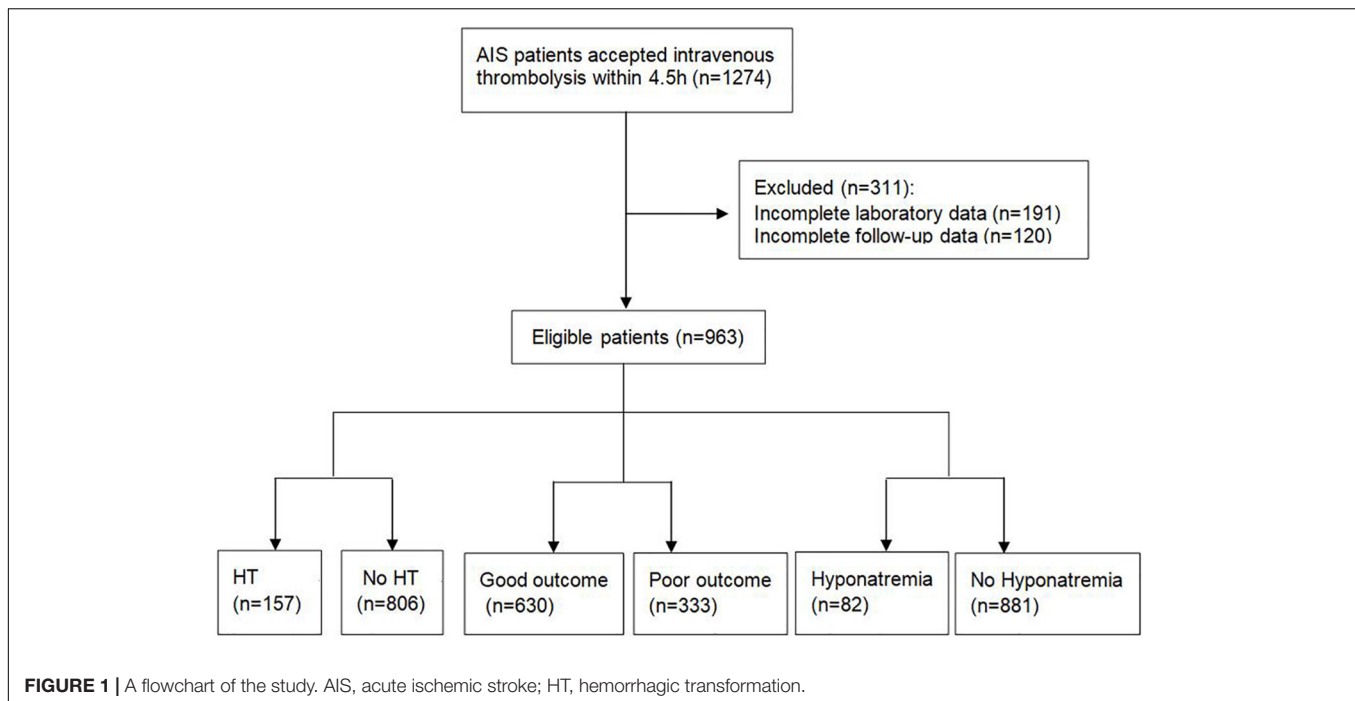 AIS patients accepted intravenous
thrombolysis within 4.5h (n=1274)
Excluded (n=311):
Incomplete laboratory data (n=191)
Incomplete follow-up data (n=120)
Eligible patients (n=963)
HT
(n=157)
No HT
(n=806)
Good outcome
(n=630)
Poor outcome
(n=333)
Hyponatremia
(n=82)
No Hyponatremia
(n=881)
FIGURE 1 | A flowchart of the study. AIS, acute ischemic stroke; HT, hemorrhagic transformation.